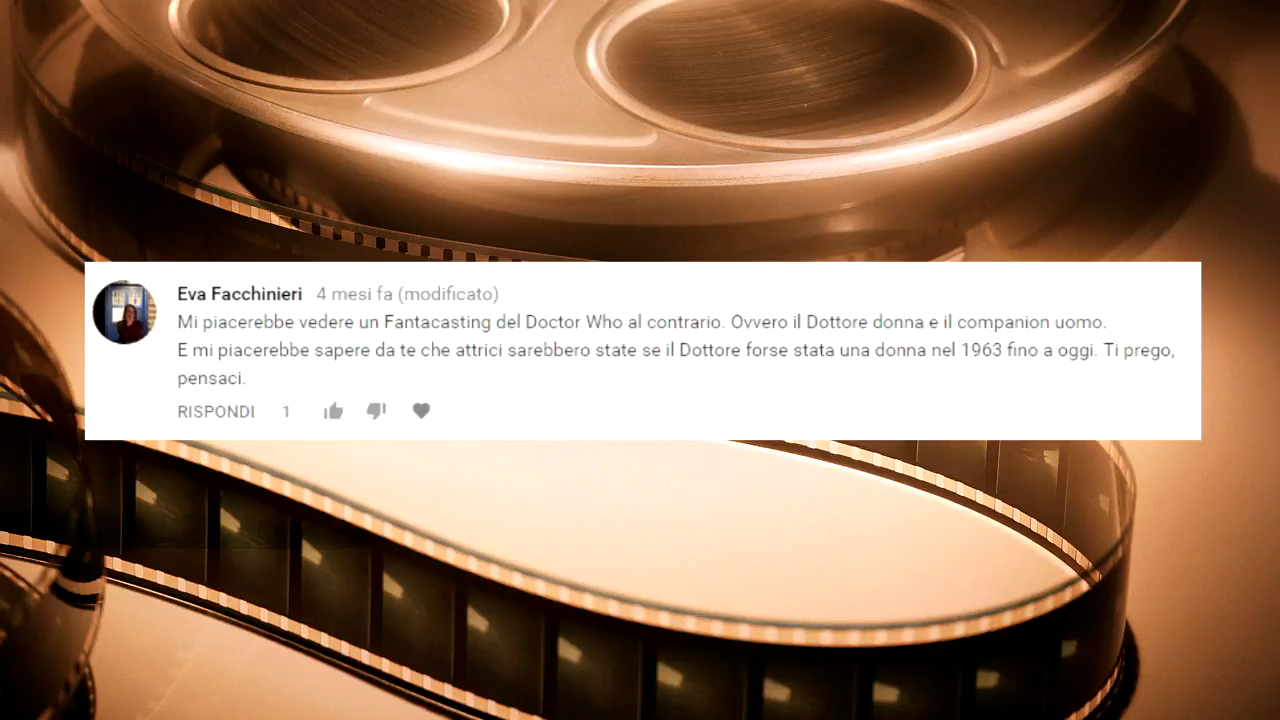 Eva Facchinieri 4 mesi fa (modificato)
Mi piacerebbe vedere un Fantacasting del Doctor Who al contrario. Ovvero il Dottore donna e il companion uomo.
E mi piacerebbe sapere da te che attrici sarebbero state se il Dottore forse stata una donna nel 1963 fino a oggi. Ti prego,
pensaci.
RISPONDI 1